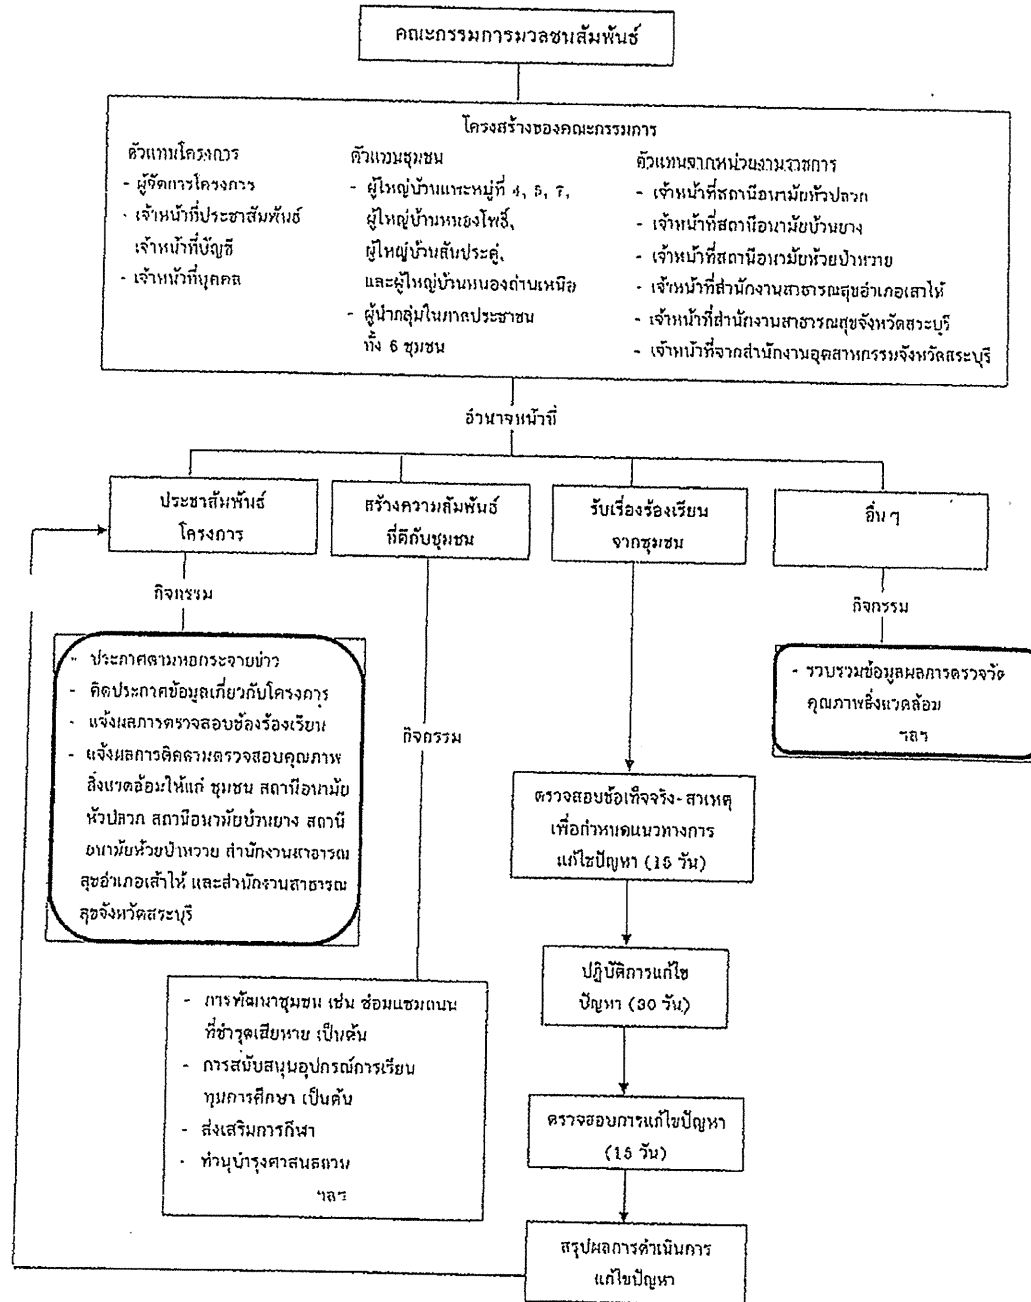 คณะกรรมการมวลชนสัมพันธ์
โครงสร้างของคณะกรรมการ
ตัวแทนโครงการ
- ผู้จัดการโครงการ
- เจ้าหน้าที่ประชาสัมพันธ์
เจ้าหน้าที่บัญชี
- เจ้าหน้าที่บุคคล
ตัวแทนชุมชน
- ผู้ใหญ่บ้านแพะหมู่ที่ 4, 5, 7,
ผู้ใหญ่บ้านหนองโพธิ์,
ผู้ใหญ่บ้านสันประดู่,
และผู้ใหญ่บ้านหนองถ่านเหนือ
- ผู้นำกลุ่มในภาคประชาชน
ทั้ง 6 ชุมชน
ตัวแทนจากหน่วยงานราชการ
- เจ้าหน้าที่สถานีอนามัยหัวปลวก
- เจ้าหน้าที่สถานีอนามัยบ้านยาง
- เจ้าหน้าที่สถานีอนามัยห้วยป่าหวาย
- เจ้าหน้าที่สำนักงานสาธารณสุขอำเภอเสาไห้
- เจ้าหน้าที่สำนักงานสาธารณสุขจังหวัดสระบุรี
- เจ้าหน้าที่จากสำนักงานอุตสาหกรรมจังหวัดสระบุรี
อำนาจหน้าที่
ประชาสัมพันธ์
โครงการ
สร้างความสัมพันธ์
ที่ดีกับชุมชน
รับเรื่องร้องเรียน
จากชุมชน
อื่น ๆ
กิจกรรม
- ประกาศตามหอกระจายข่าว
- ติดประกาศข้อมูลเกี่ยวกับโครงการ
- แจ้งผลการตรวจสอบข้อร้องเรียน
- แจ้งผลการติดตามตรวจสอบคุณภาพ
สิ่งแวดล้อมให้แก่ ชุมชน สถานีอนามัย
หัวปลวก สถานีอนามัยบ้านยาง สถานี
อนามัยห้วยป่าหวาย สำนักงานสาธารณ
สุขอำเภอเสาไห้ และสำนักงานสาธารณ
สุขจังหวัดสระบุรี
กิจกรรม
กิจกรรม
- รวบรวมข้อมูลผลการตรวจวัด
คุณภาพสิ่งแวดล้อม
ฯลฯ
ตรวจสอบข้อเท็จจริง-สาเหตุ
เพื่อกำหนดแนวทางการ
แก้ไขปัญหา (15 วัน)
ปฏิบัติการแก้ไข
ปัญหา (30 วัน)
- การพัฒนาชุมชน เช่น ซ่อมแซมถนน
ที่ชำรุดเสียหาย เป็นต้น
- การสนับสนุนอุปกรณ์การเรียน
ทุนการศึกษา เป็นต้น
- ส่งเสริมการกีฬา
- ทำนุบำรุงศาสนสถาน
ฯลฯ
ตรวจสอบการแก้ไขปัญหา
(15 วัน)
สรุปผลการดำเนินการ
แก้ไขปัญหา